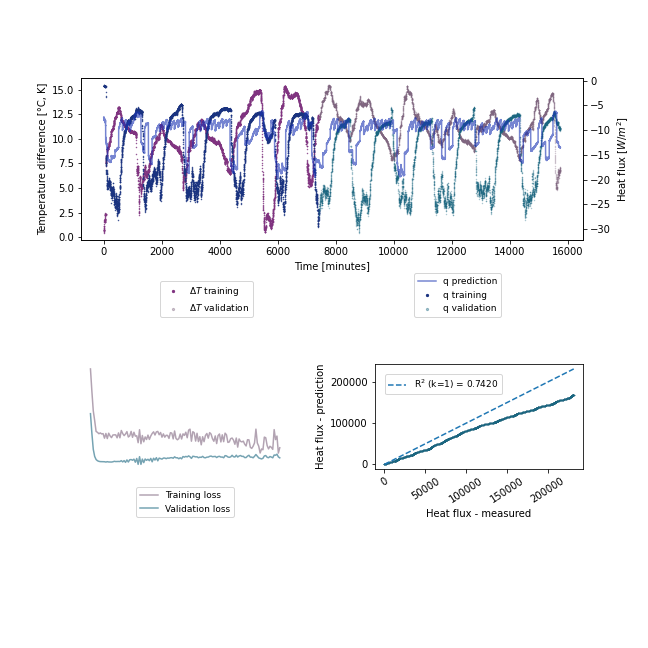 Temperature difference [°C, K]
15.0
12.5
10.0
7.5
5.0
2.5
0.0
0
2000
4000
6000
8000
10000
12000
14000
16000
Time [minutes]
0
−5
−10
−15
−20
−25
−30
Heat flux [W/m²]
ΔT training
ΔT validation
q prediction
q training
q validation
Training loss
Validation loss
Heat flux - prediction
200000
100000
0
R² (k=1) = 0.7420
0
50000
100000
150000
200000
Heat flux - measured